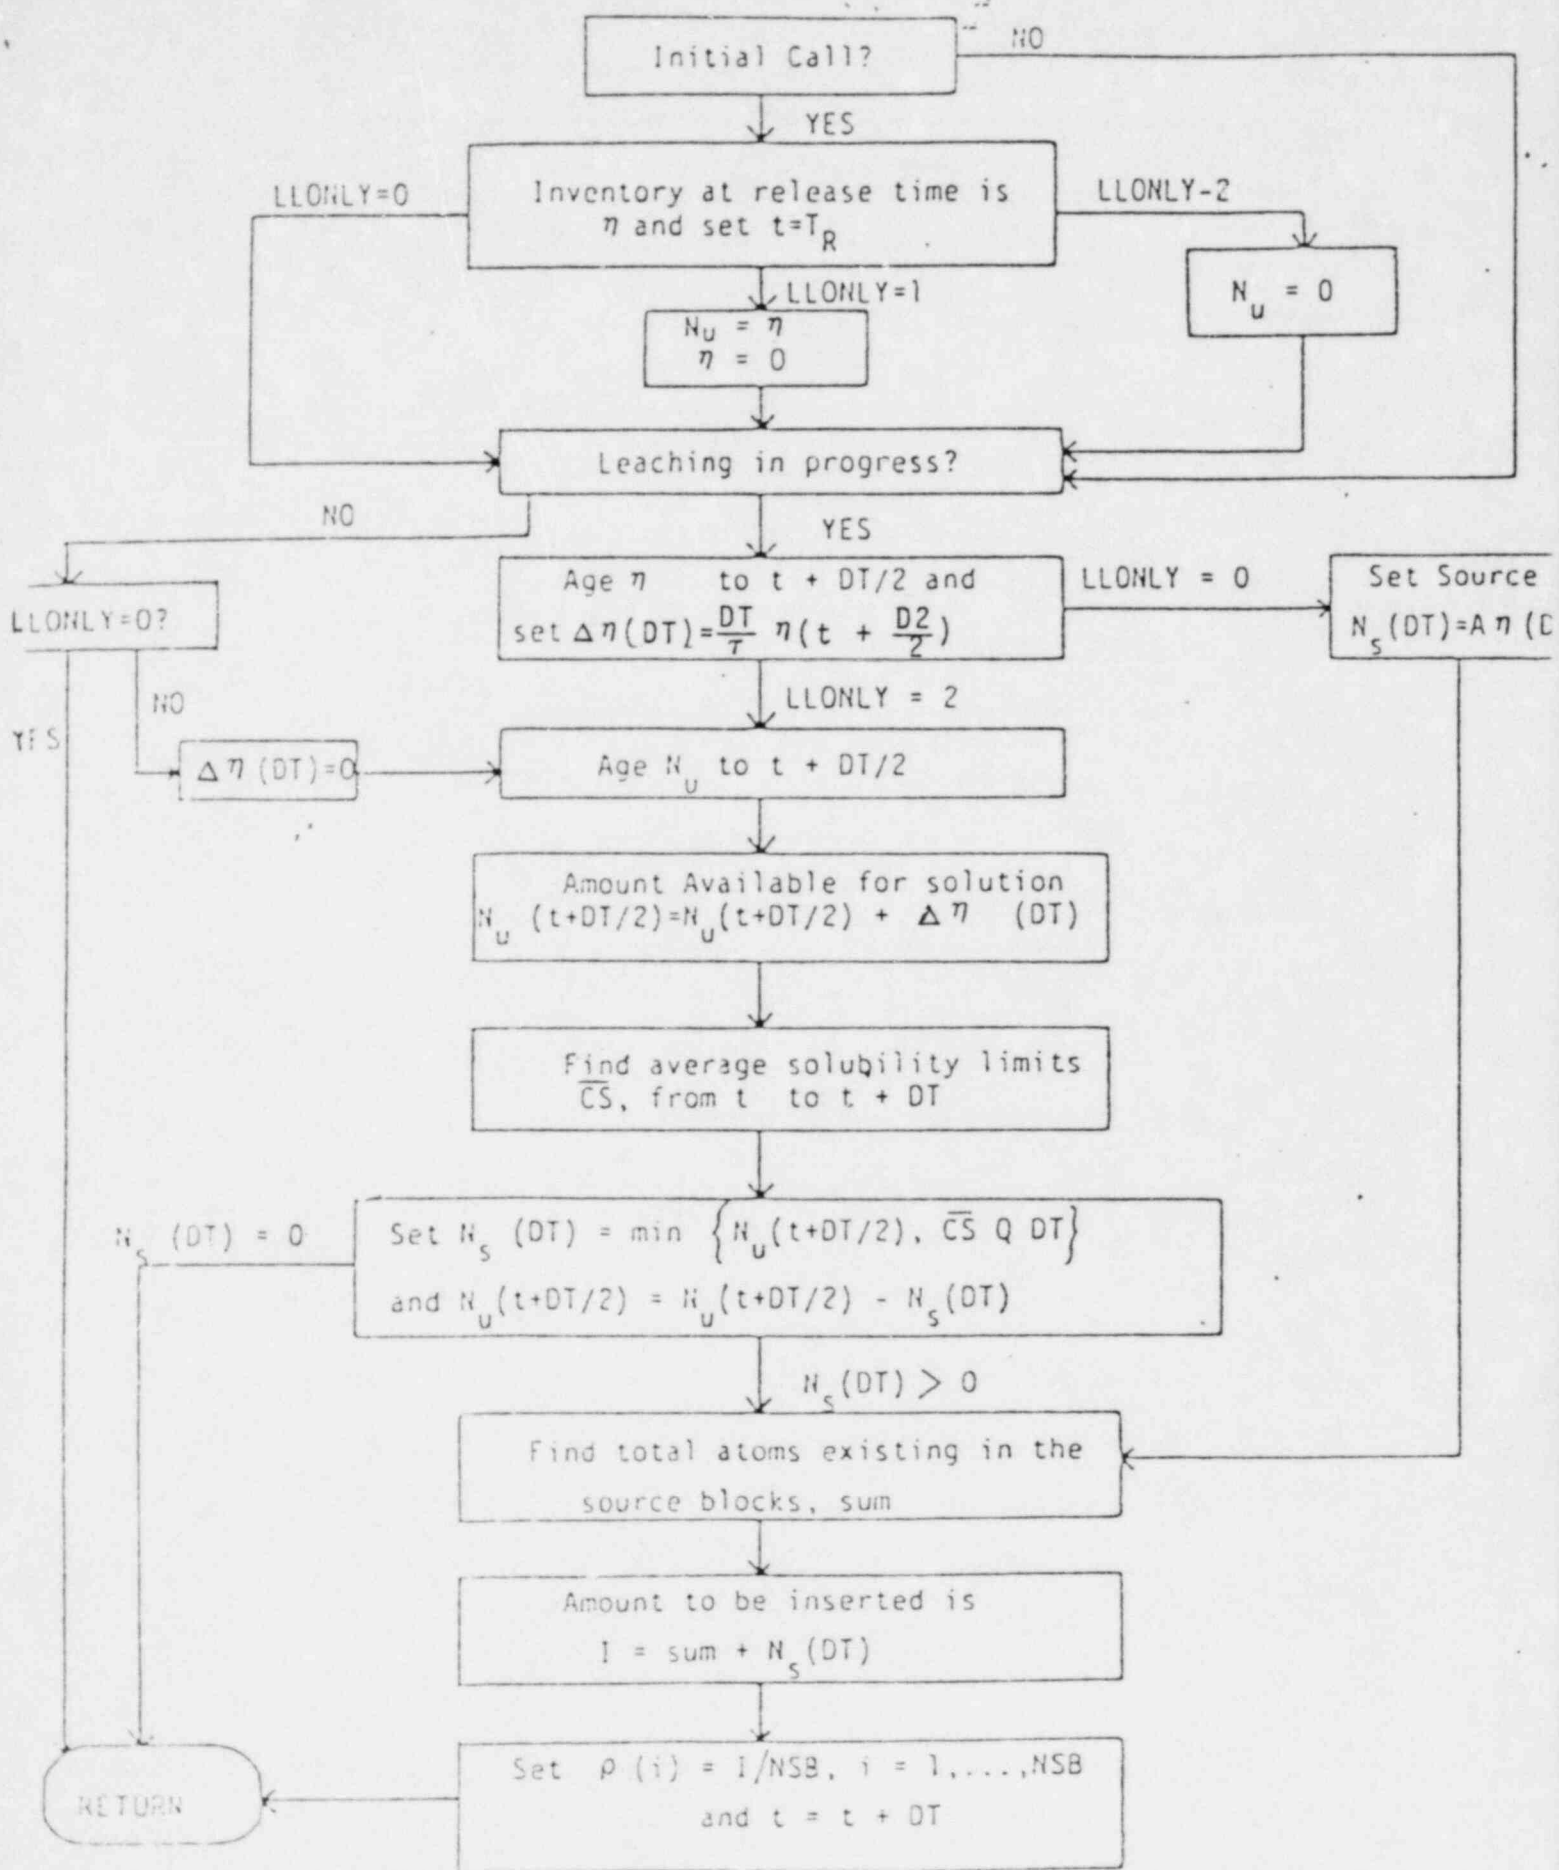 Initial Call?
NO
YES
Inventory at release time is
η and set t=T_R
LLONLY=0
LLONLY-2
LLONLY=1
N_u = η
η = 0
N_u = 0
Leaching in progress?
NO
YES
LLONLY=0?
Age η to t + DT/2 and
set Δη(DT)=DT/τ η(t + D2/2)
LLONLY = 0
Set Source
N_s(DT)=Aη(D
LLONLY = 2
NO
YES
Δη(DT)=0
Age N_u to t + DT/2
Amount Available for solution
N_u (t+DT/2)=N_u(t+DT/2) + Δη (DT)
Find average solubility limits
C̅S̅, from t to t + DT
N_s (DT) = 0
Set N_s (DT) = min {N_u(t+DT/2), C̅S̅ Q DT}
and N_u(t+DT/2) = N_u(t+DT/2) - N_s(DT)
N_s(DT) > 0
Find total atoms existing in the
source blocks, sum
Amount to be inserted is
I = sum + N_s(DT)
Set ρ(i) = I/NSB, i = 1,...,NSB
and t = t + DT
RETURN